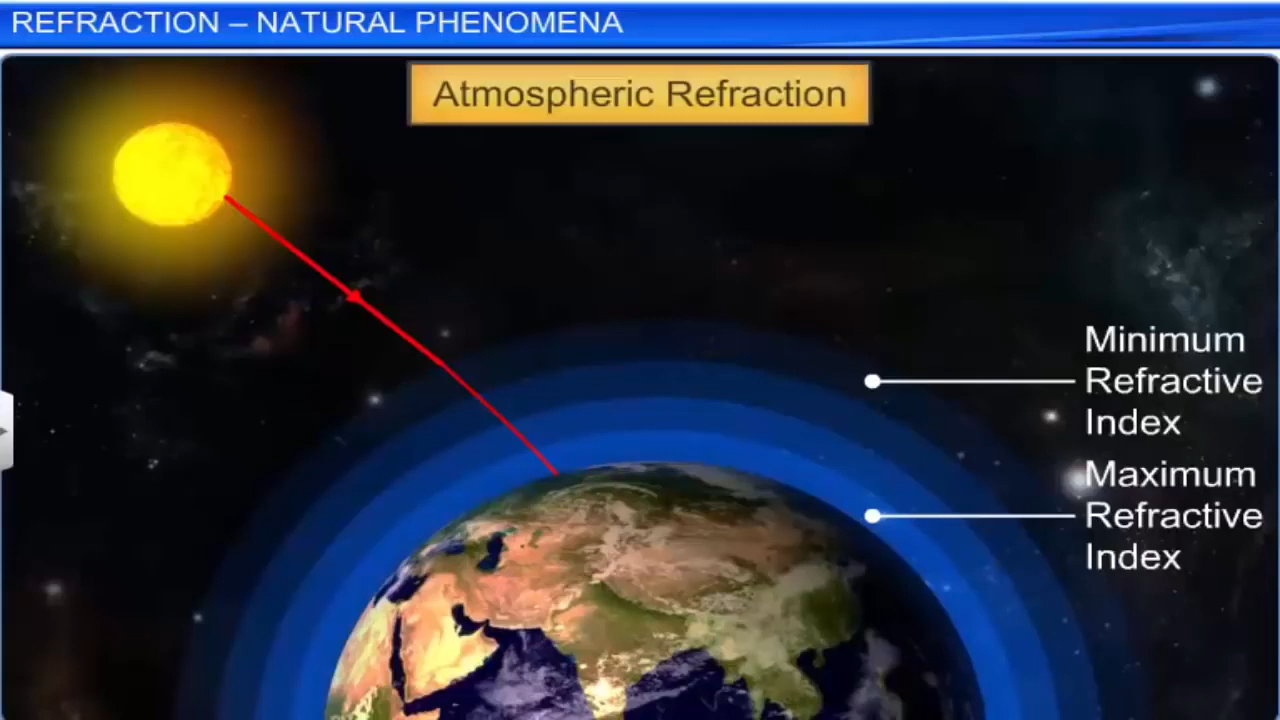 REFRACTION – NATURAL PHENOMENA
Atmospheric Refraction
Minimum
Refractive
Index
Maximum
Refractive
Index